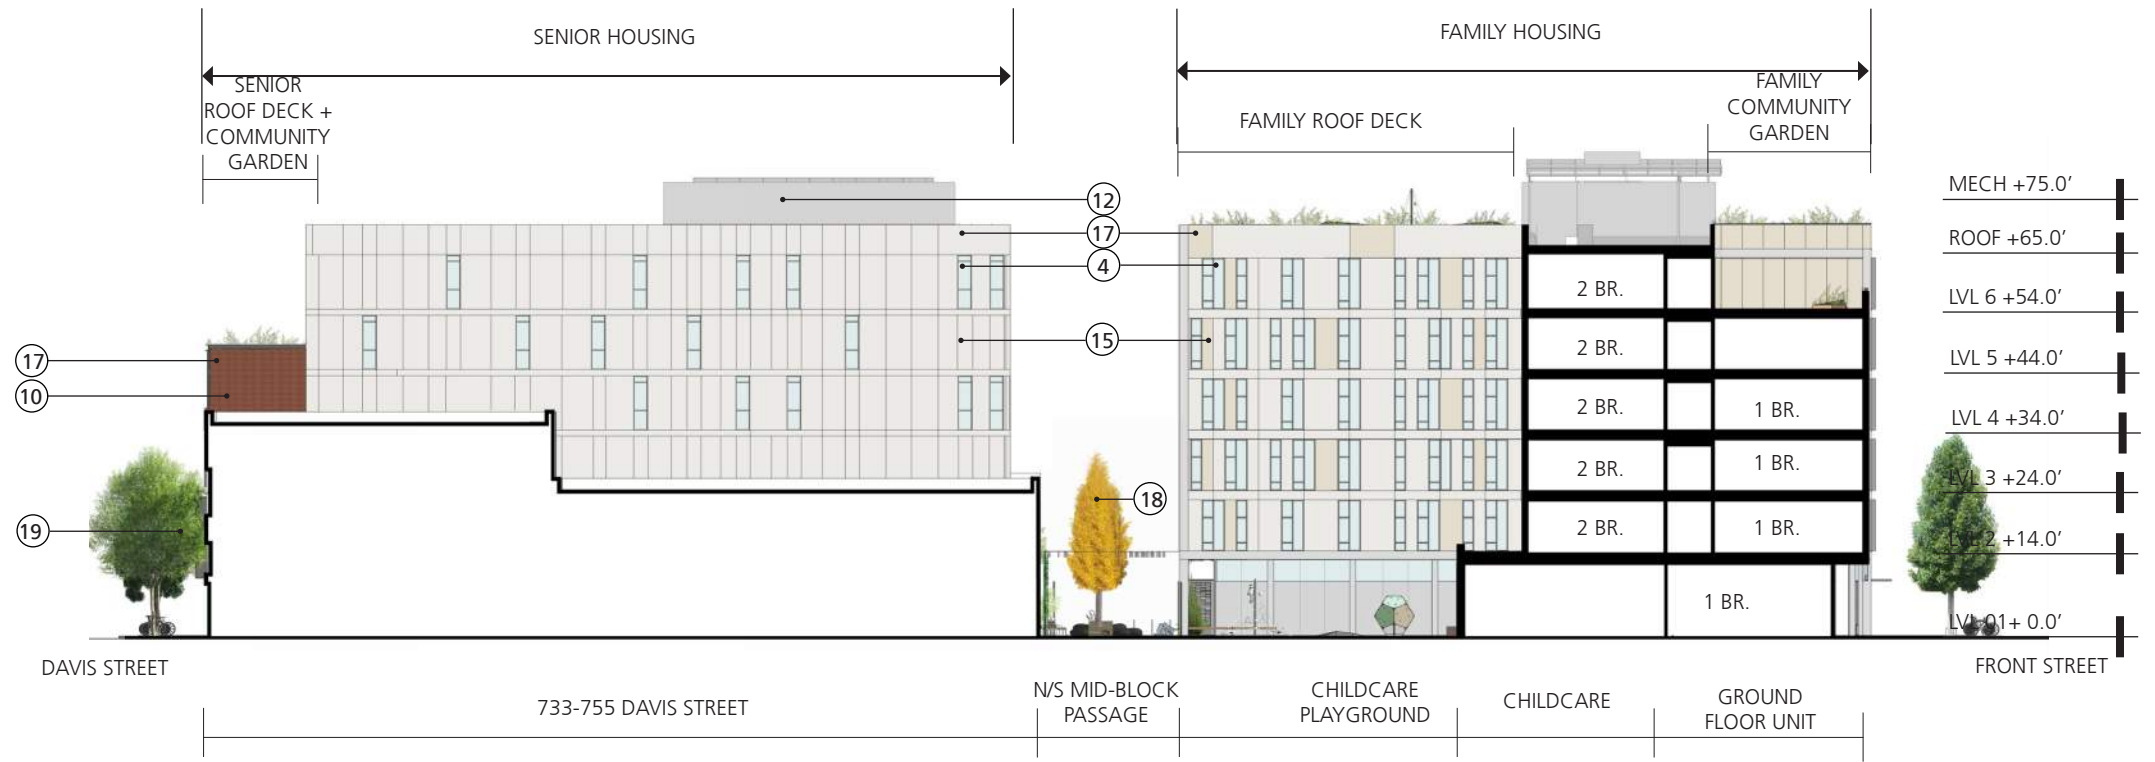 SENIOR HOUSING
FAMILY HOUSING
SENIOR
ROOF DECK +
COMMUNITY
GARDEN
FAMILY ROOF DECK
FAMILY
COMMUNITY
GARDEN
12
17
4
15
17
10
19
18
MECH +75.0’
ROOF +65.0’
LVL 6 +54.0’
LVL 5 +44.0’
LVL 4 +34.0’
LVL 3 +24.0’
LVL 2 +14.0’
LVL 01+ 0.0’
2 BR.
2 BR.
2 BR.
1 BR.
2 BR.
1 BR.
2 BR.
1 BR.
1 BR.
DAVIS STREET
FRONT STREET
733-755 DAVIS STREET
N/S MID-BLOCK
PASSAGE
CHILDCARE
PLAYGROUND
CHILDCARE
GROUND
FLOOR UNIT